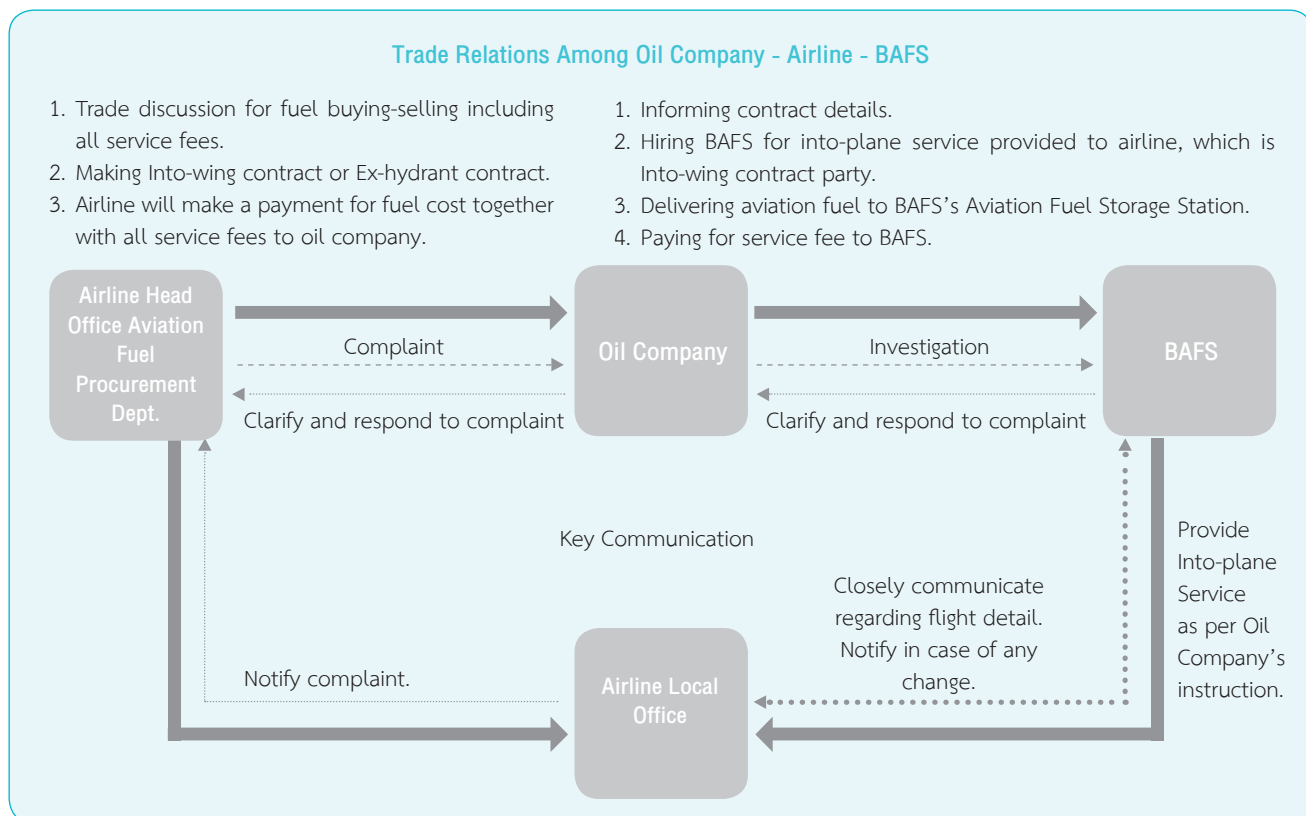 Trade Relations Among Oil Company - Airline - BAFS
1. Trade discussion for fuel buying-selling including
all service fees.
2. Making Into-wing contract or Ex-hydrant contract.
3. Airline will make a payment for fuel cost together
with all service fees to oil company.
1. Informing contract details.
2. Hiring BAFS for into-plane service provided to airline, which is
Into-wing contract party.
3. Delivering aviation fuel to BAFS's Aviation Fuel Storage Station.
4. Paying for service fee to BAFS.
Airline Head
Office Aviation
Fuel
Procurement
Dept.
Complaint
Clarify and respond to complaint
Oil Company
Investigation
Clarify and respond to complaint
BAFS
Key Communication
Provide
Into-plane
Service
as per Oil
Company's
instruction.
Closely communicate
regarding flight detail.
Notify in case of any
change.
Notify complaint.
Airline Local
Office